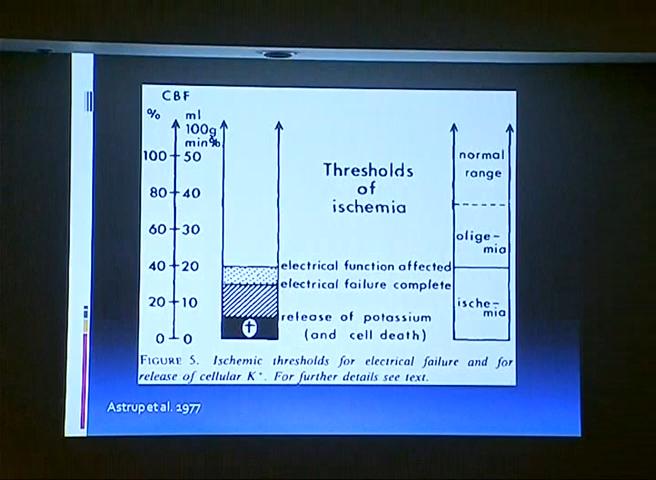 CBF
% ml
100g
min%
100 50
80 40
60 30
40 20
20 10
0 0
Thresholds
of
ischemia
electrical function affected
electrical failure complete
release of potassium
(and cell death)
normal
range
olige-
mia
ische-
mia
FIGURE 5. Ischemic thresholds for electrical failure and for
release of cellular K+. For further details see text.
Astrup et al. 1977